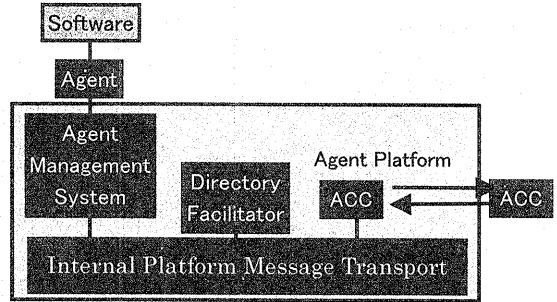 Software
Agent
Agent
Management
System
Directory
Facilitator
Agent Platform
ACC
ACC
Internal Platform Message Transport